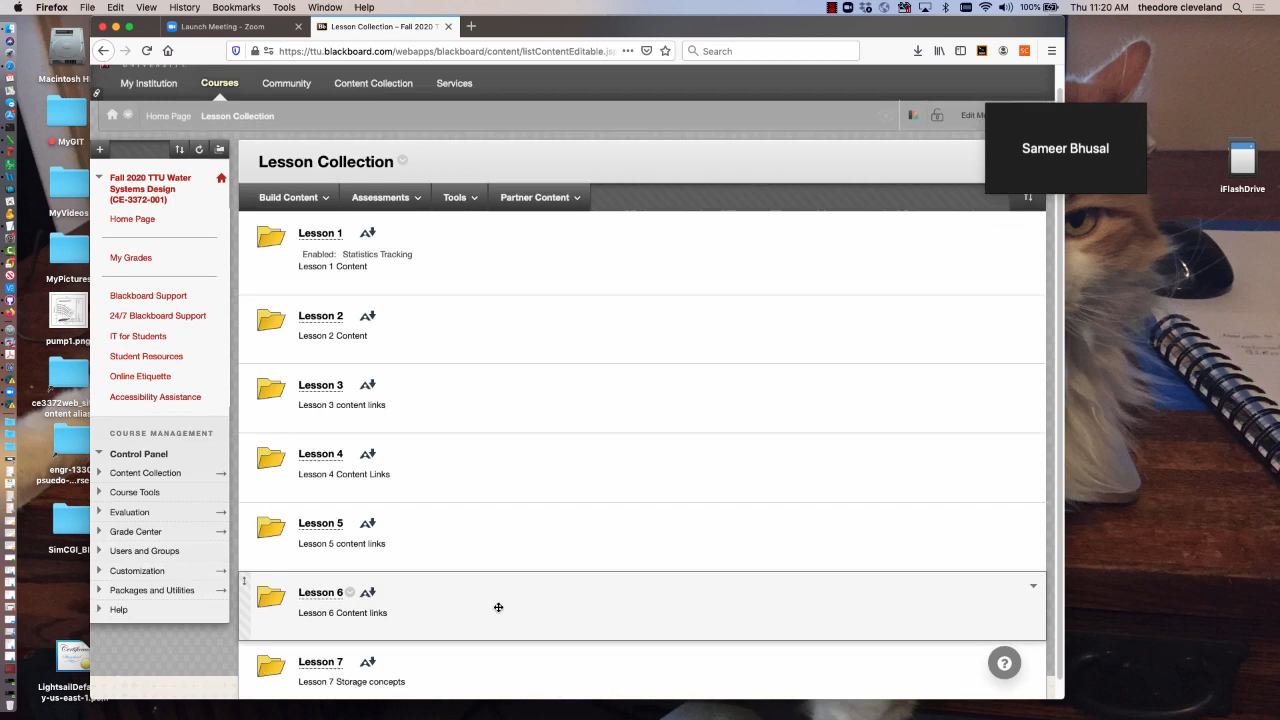 Firefox File Edit View History Bookmarks Tools Window Help
100% Thu 11:20 AM theodore cleveland
Launch Meeting - Zoom
Lesson Collection – Fall 2020 T
https://ttu.blackboard.com/webapps/blackboard/content/listContentEditable.js
Search
My Institution Courses Community Content Collection Services
Home Page Lesson Collection
Edit M
Sameer Bhusal
Macintosh H
MyGIT
MyVideos
MyPictures
pump1.png
ce3372web_si
ontent alias
engr-1330
psuedo-...rse
SimCGI_Bl
LightsailDefa
y-us-east-1.pem
iFlashDrive
Fall 2020 TTU Water
Systems Design
(CE-3372-001)
Home Page
My Grades
Blackboard Support
24/7 Blackboard Support
IT for Students
Student Resources
Online Etiquette
Accessibility Assistance
COURSE MANAGEMENT
Control Panel
Content Collection
Course Tools
Evaluation
Grade Center
Users and Groups
Customization
Packages and Utilities
Help
Lesson Collection
Build Content Assessments Tools Partner Content
Lesson 1
Enabled: Statistics Tracking
Lesson 1 Content
Lesson 2
Lesson 2 Content
Lesson 3
Lesson 3 content links
Lesson 4
Lesson 4 Content Links
Lesson 5
Lesson 5 content links
Lesson 6
Lesson 6 Content links
Lesson 7
Lesson 7 Storage concepts